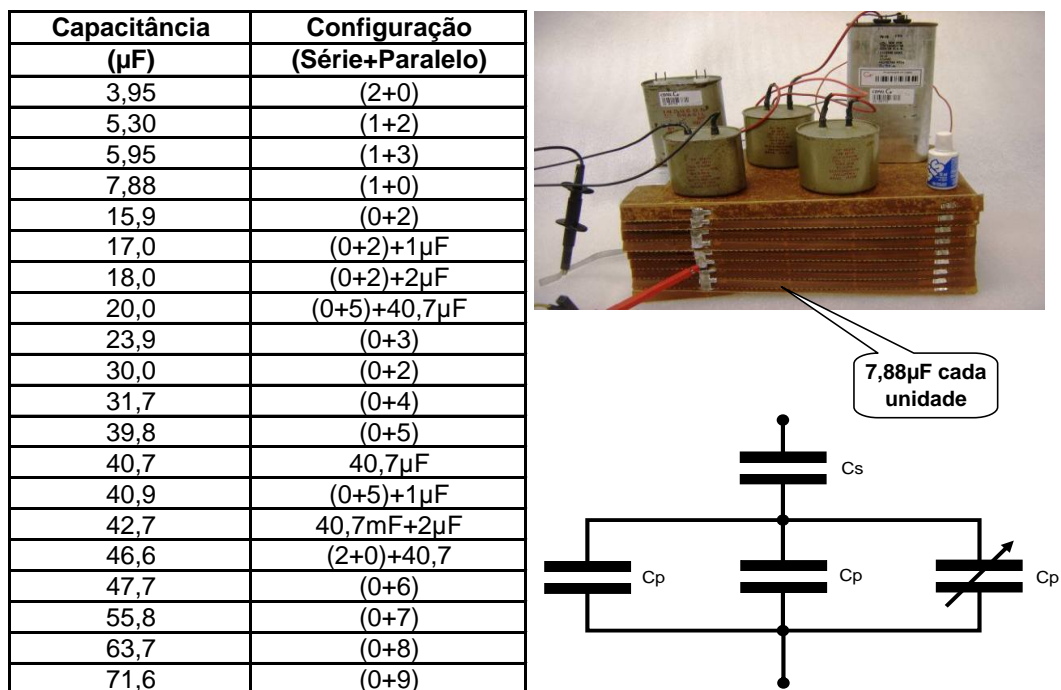 Capacitância Configuração
(µF) (Série+Paralelo)
3,95 (2+0)
5,30 (1+2)
5,95 (1+3)
7,88 (1+0)
15,9 (0+2)
17,0 (0+2)+1µF
18,0 (0+2)+2µF
20,0 (0+5)+40,7µF
23,9 (0+3)
30,0 (0+2)
31,7 (0+4)
39,8 (0+5)
40,7 40,7µF
40,9 (0+5)+1µF
42,7 40,7mF+2µF
46,6 (2+0)+40,7
47,7 (0+6)
55,8 (0+7)
63,7 (0+8)
71,6 (0+9)
7,88µF cada
unidade
Cs
Cp
Cp
Cp